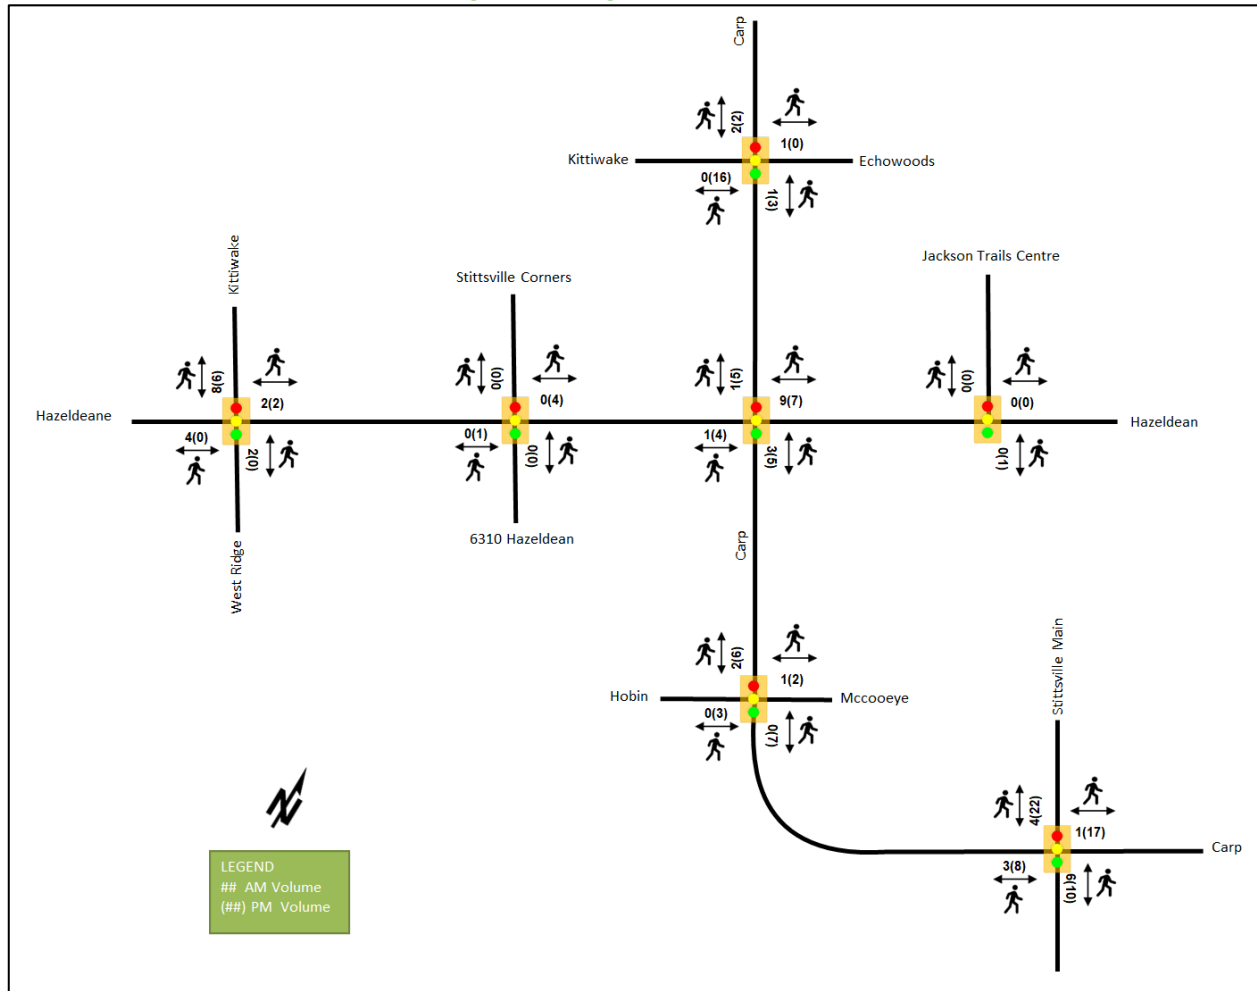 Carp
2(2)
1(0)
Kittiwake
Echowoods
0(16)
1(3)
Jackson Trails Centre
Kittiwake
Stittsville Corners
8(6)
2(2)
0(0)
0(4)
1(5)
9(7)
0(0)
0(0)
Hazeldeane
Hazeldean
4(0)
2(0)
0(1)
0(0)
1(4)
3(5)
0(1)
West Ridge
6310 Hazeldean
Carp
2(6)
1(2)
Hobin
Mccooeye
0(3)
0(7)
Stittsville Main
4(22)
1(17)
Carp
3(8)
6(10)
N
LEGEND
## AM Volume
(##) PM Volume